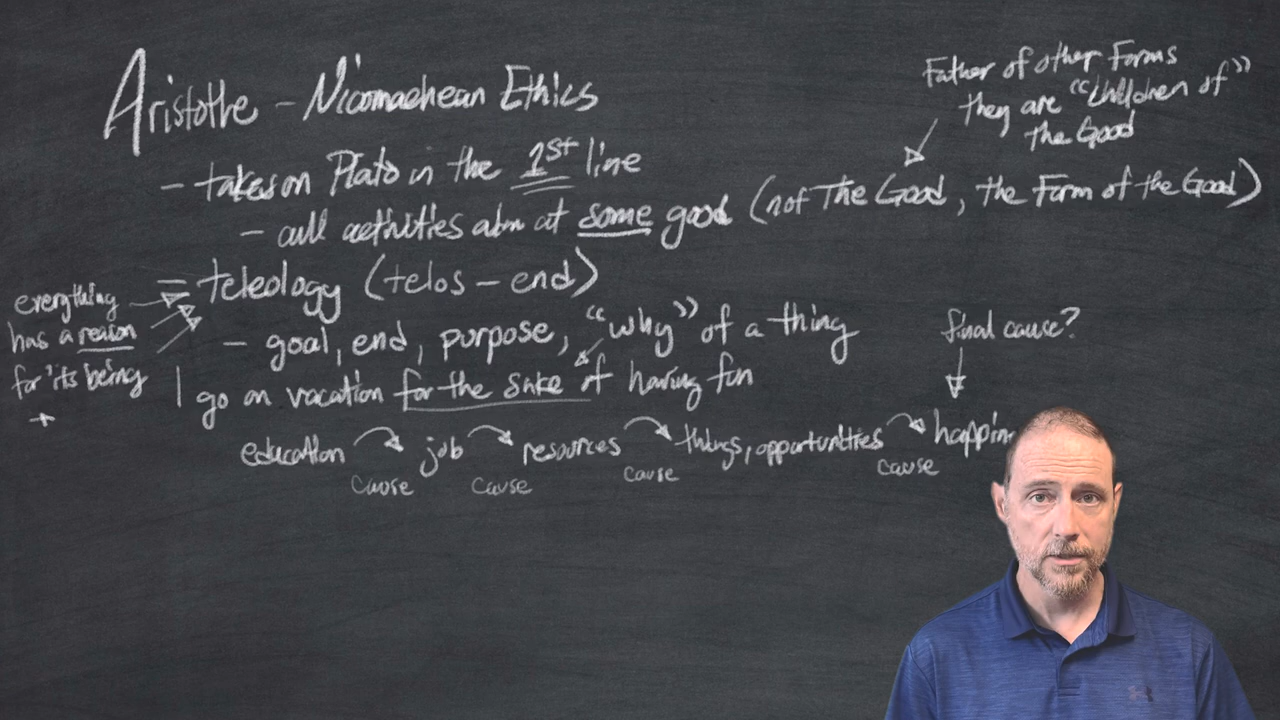 Aristotle – Nicomachean Ethics
– takes on Plato in the 1st line
– all activities aim at some good (not The Good, the Form of the Good)
Father of other Forms
they are "children of"
the Good
= teleology (telos – end)
– goal, end, purpose, "why" of a thing
everything
has a reason
for its being
I go on vacation for the sake of having fun
final cause?
education job resources things, opportunities happin
cause cause cause cause